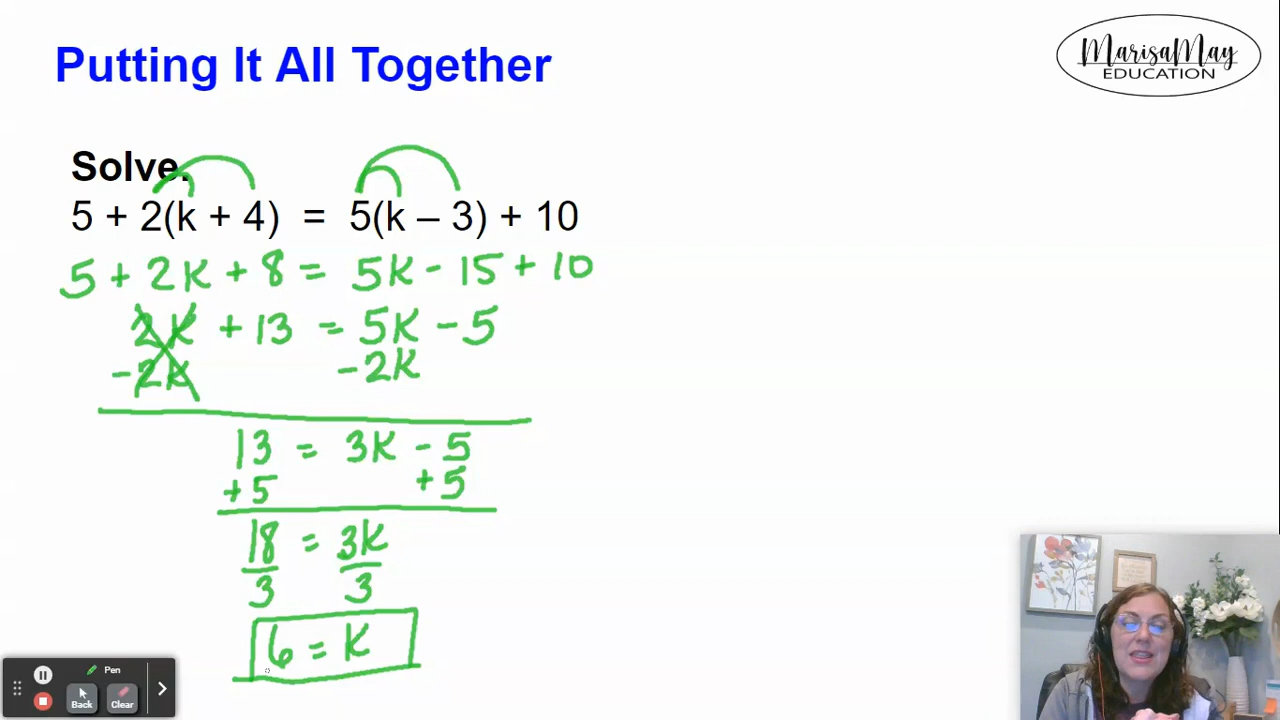 Putting It All Together
MarisaMay
EDUCATION
Solve.
5 + 2(k + 4) = 5(k – 3) + 10
5 + 2K + 8 = 5K - 15 + 10
2K + 13 = 5K - 5
-2K -2K
13 = 3K - 5
+5 +5
18 = 3K
3 3
6 = K
Pen
Back
Clear